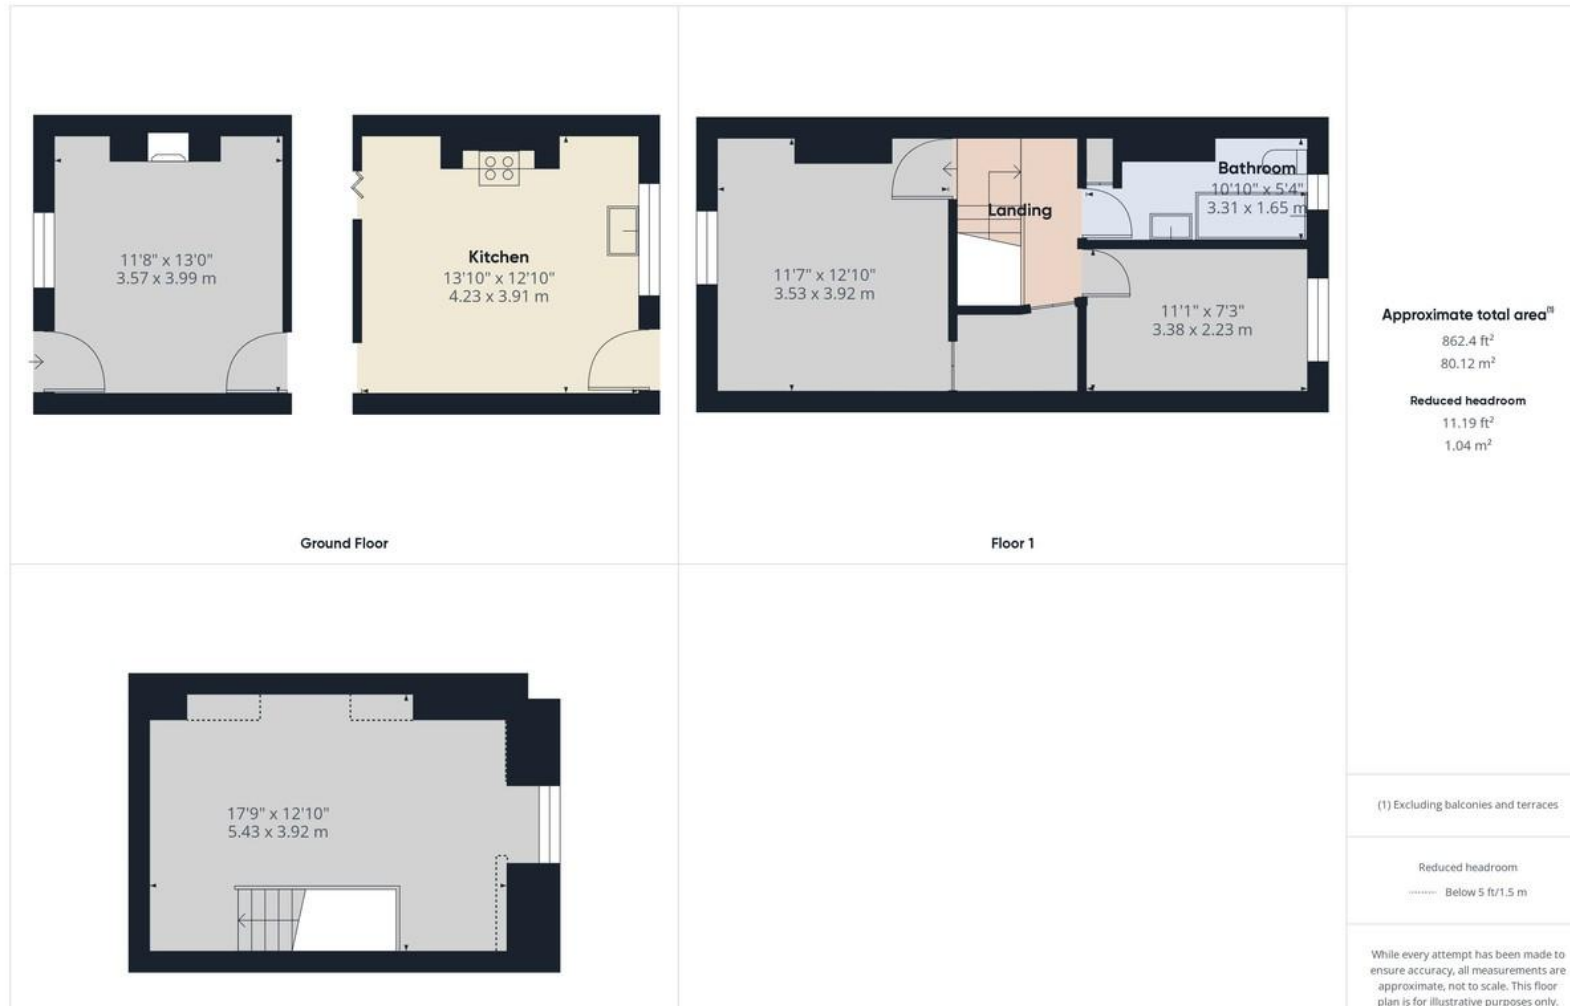 11'8" x 13'0"
3.57 x 3.99 m
Kitchen
13'10" x 12'10"
4.23 x 3.91 m
Ground Floor
11'7" x 12'10"
3.53 x 3.92 m
Landing
Bathroom
10'10" x 5'4"
3.31 x 1.65 m
11'1" x 7'3"
3.38 x 2.23 m
Floor 1
17'9" x 12'10"
5.43 x 3.92 m
Approximate total area(1)
862.4 ft²
80.12 m²
Reduced headroom
11.19 ft²
1.04 m²
(1) Excluding balconies and terraces
Reduced headroom
Below 5 ft/1.5 m
While every attempt has been made to
ensure accuracy, all measurements are
approximate, not to scale. This floor
plan is for illustrative purposes only.